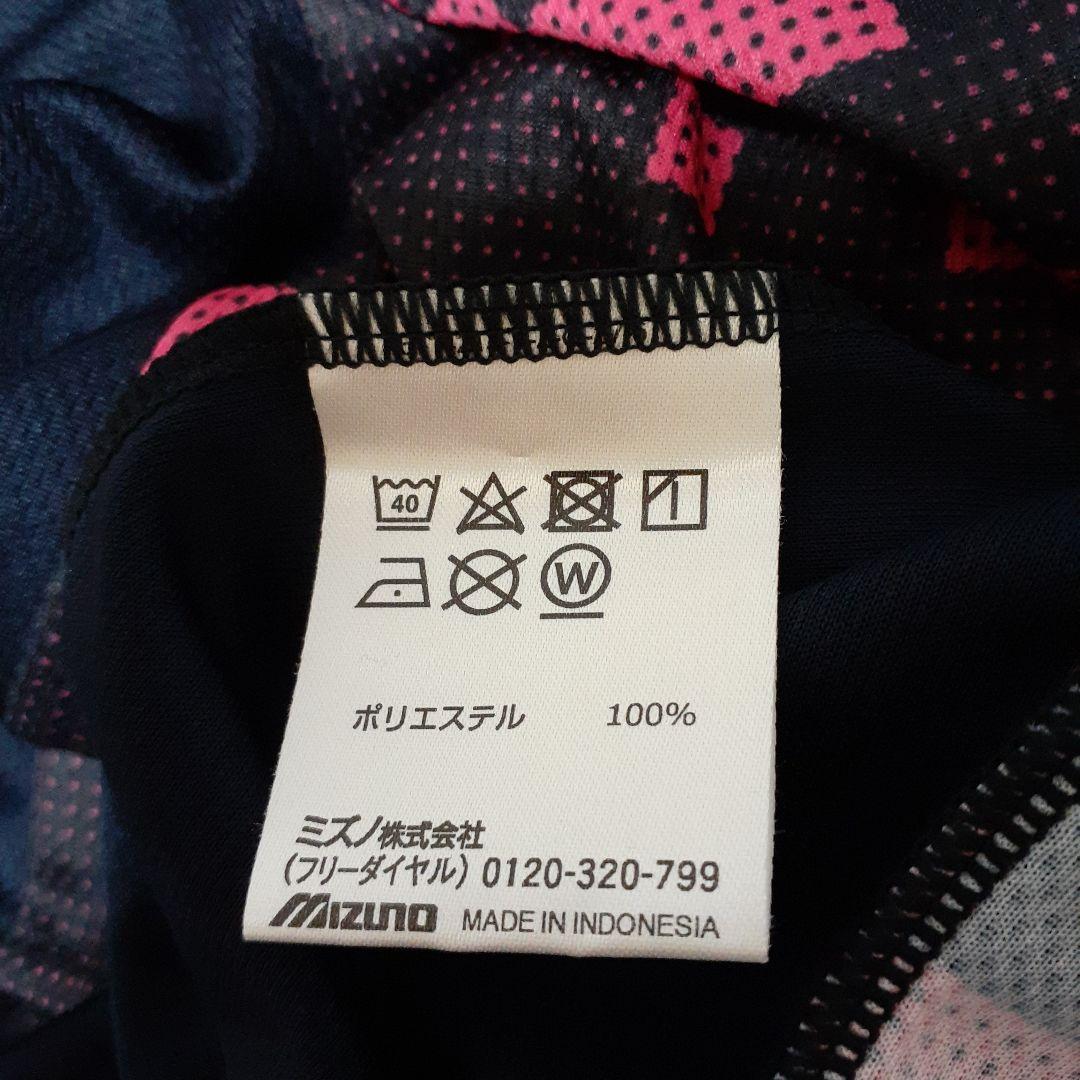 40
W
ポリエステル 100%
ミズノ株式会社
(フリーダイヤル) 0120-320-799
MIZUNO MADE IN INDONESIA